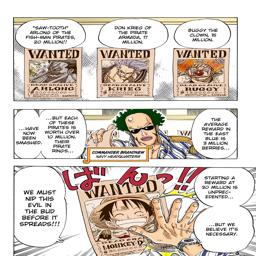 BUGGY
THE CLOWN, 15
MILLION.
DON KRIEG OF
THE PIRATE
ARMADA, 17
MILLION.
"SAW-TOOTH"
ARLONG OF THE
FISH-MAN PIRATES,
20 MILLION!!
WANTED
BUGGY
WANTED
KRIEG
WANTED
ARLONG
THE
AVERAGE
REWARD IN
THE EAST
BLUE IS
3 MILLION
BERRIES...
COMMANDER BRANDNEW
NAVY HEADQUARTERS
...BUT EACH
OF THESE
PIRATES IS
WORTH OVER
10 MILLION.
THEIR
PIRATE
RINGS...
...HAVE
NOW
BEEN
SMASHED.
ばん!!
STARTING A
REWARD AT
30 MILLION IS
UNPREC-
EDENTED...
...BUT WE
BELIEVE IT'S
NECESSARY.
WANTED
MONKEY
WE MUST
NIP THIS
EVIL IN
THE BUD
BEFORE IT
SPREADS!!!